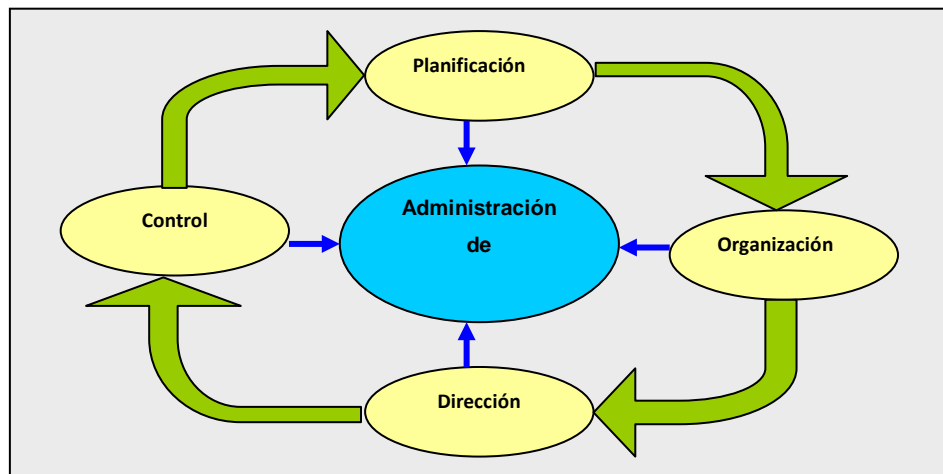 Planificación
Control
Administración
de
Organización
Dirección